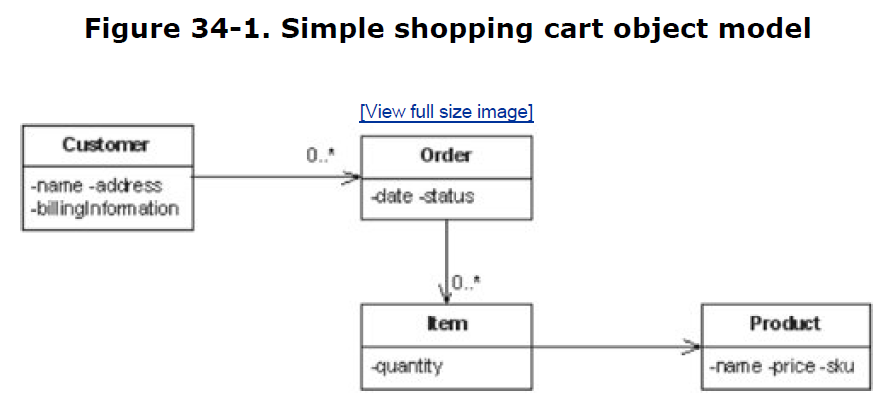 Figure 34-1. Simple shopping cart object model
[View full size image]
Customer
-name -address
-billingInformation
0..*
Order
-date -status
0..*
Item
-quantity
Product
-name -price -sku